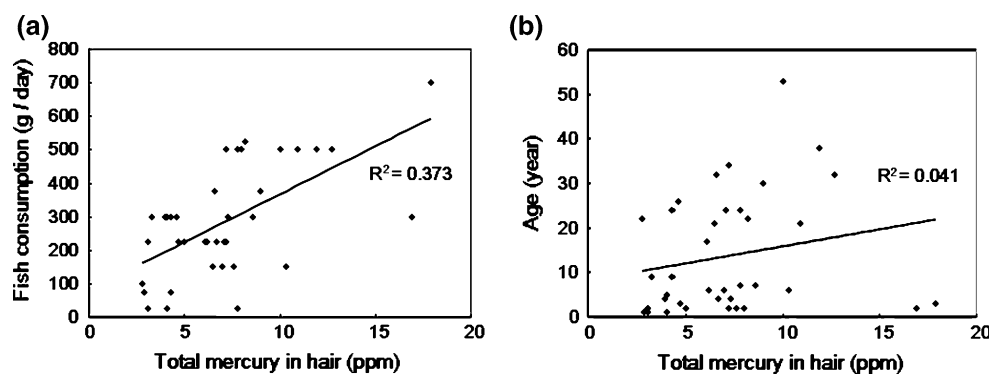 (a)
800
700
600
500
400
300
200
100
0
Fish consumption (g / day)
R² = 0.373
0 5 10 15 20
Total mercury in hair (ppm)
(b)
60
50
40
30
20
10
0
Age (year)
R² = 0.041
0 5 10 15 20
Total mercury in hair (ppm)